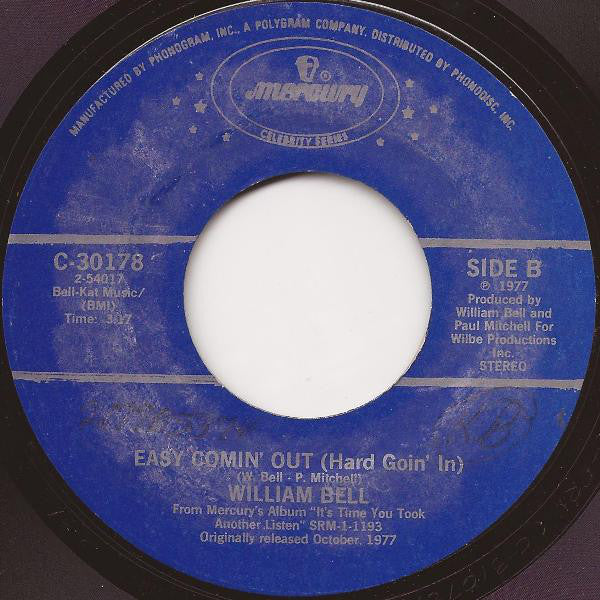 MANUFACTURED BY PHONOGRAM, INC., A POLYGRAM COMPANY, DISTRIBUTED BY PHONODISC, INC.
mercury
CELEBRITY SERIES
C-30178
2-54017
Bell-Kat Music/
(BMI)
Time: 3:17
SIDE B
℗ 1977
Produced by
William Bell and
Paul Mitchell For
Wilbe Productions
Inc.
STEREO
EASY COMIN' OUT (Hard Goin' In)
(W. Bell - P. Mitchell)
WILLIAM BELL
From Mercury's Album "It's Time You Took
Another Listen" SRM-1-1193
Originally released October, 1977